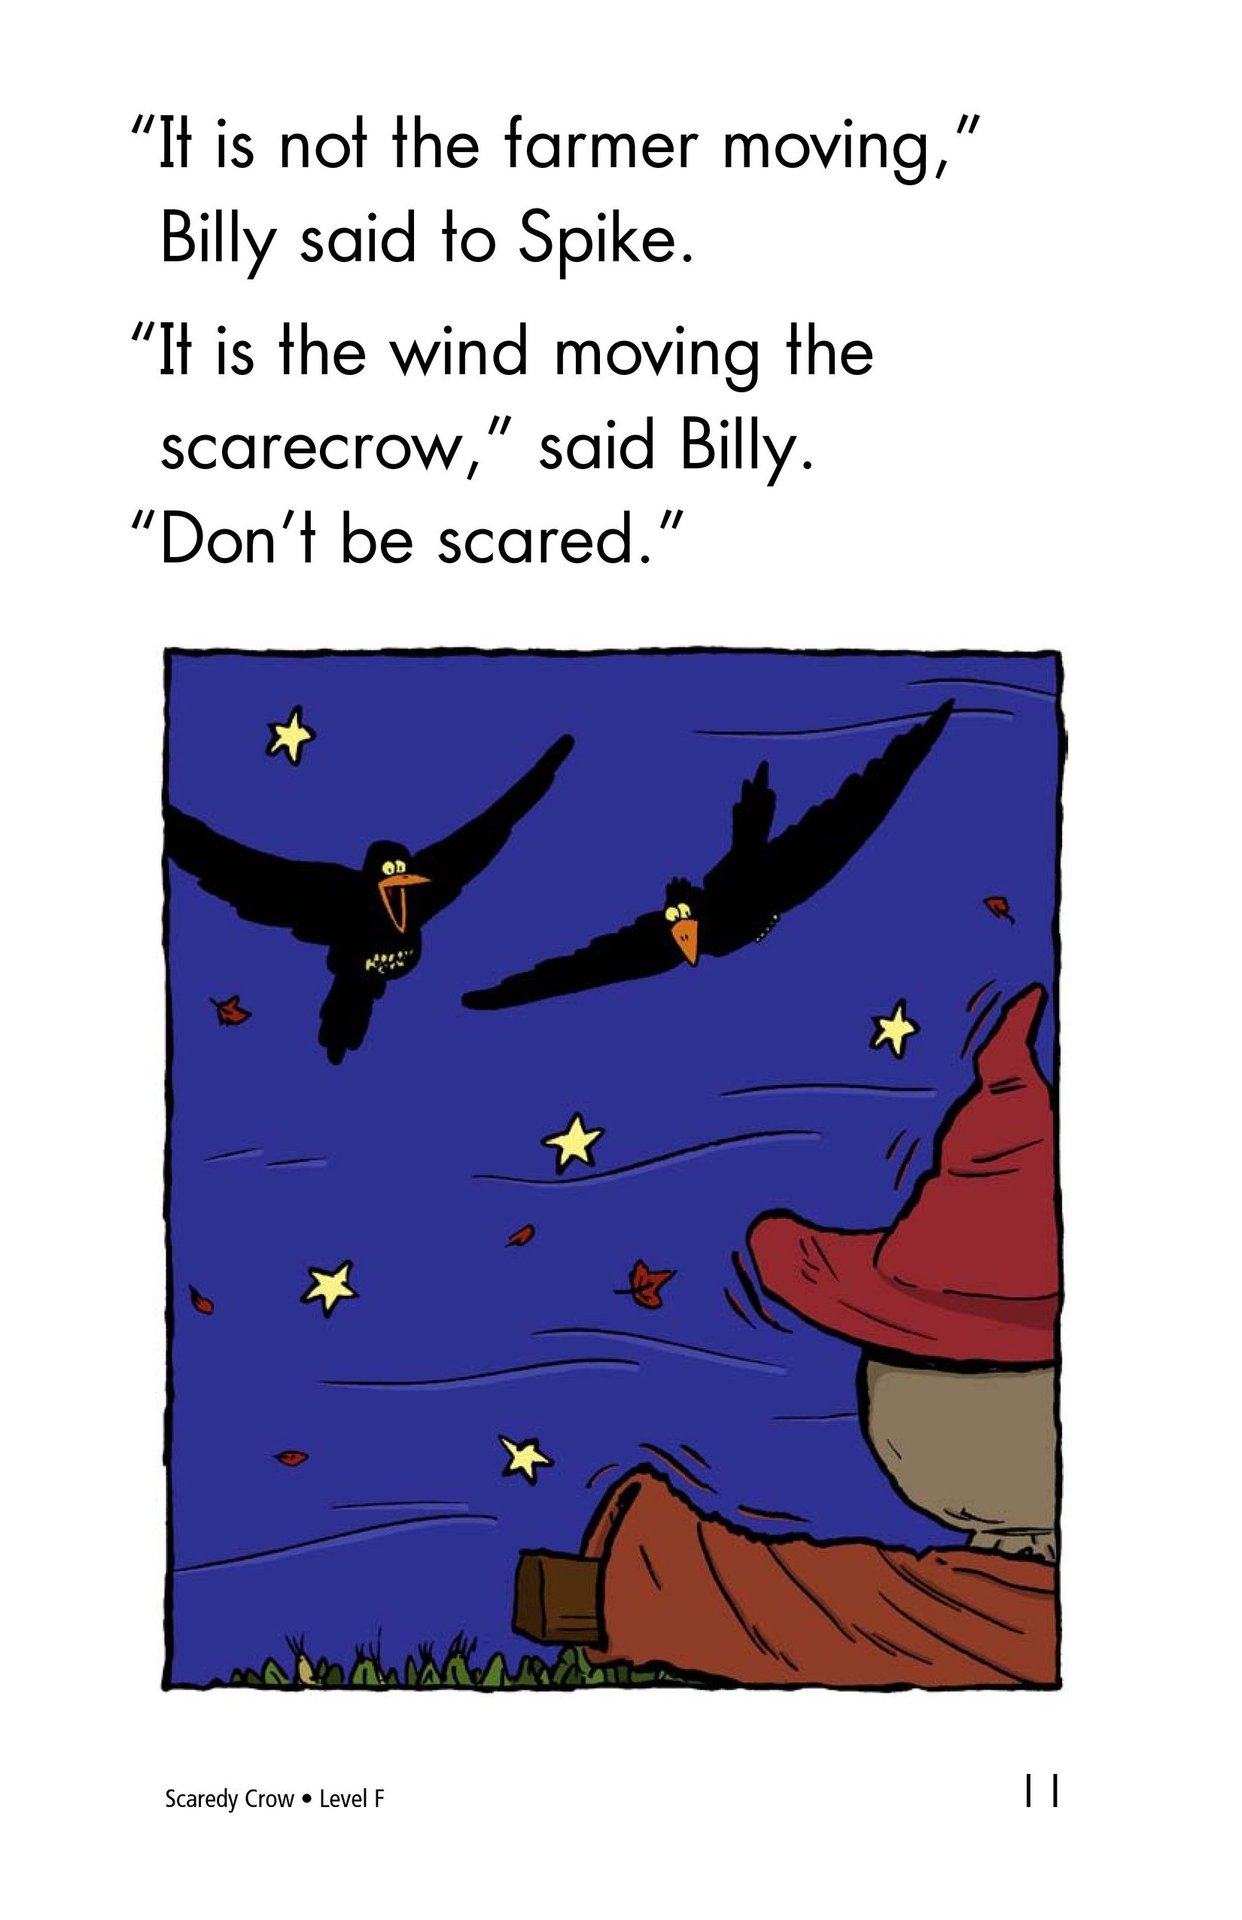 “It is not the farmer moving,”
Billy said to Spike.
“It is the wind moving the
scarecrow,” said Billy.
“Don’t be scared.”
Scaredy Crow • Level F
11